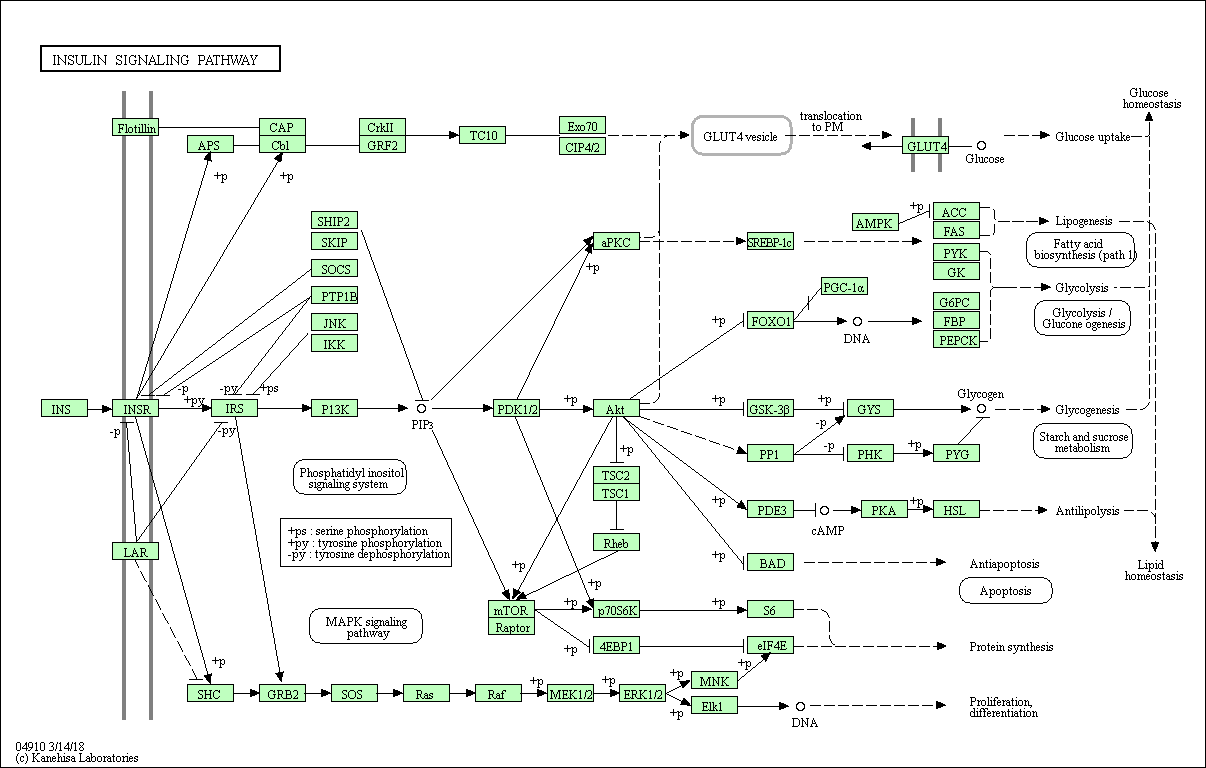 INSULIN SIGNALING PATHWAY
Glucose
homeostasis
Flotillin
CAP
CrkII
Exo70
translocation
to PM
APS
Cbl
GRF2
TC10
CIP4/2
GLUT4 vesicle
GLUT4
Glucose uptake
Glucose
+p
+p
SHIP2
SKIP
SOCS
PTP1B
JNK
IKK
aPKC
+p
SREBP-1c
AMPK
+p
ACC
FAS
PYK
GK
G6PC
FBP
PEPCK
Lipogenesis
Fatty acid
biosynthesis (path 1)
Glycolysis
Glycolysis /
Glucone ogenesis
PGC-1α
+p
FOXO1
DNA
-p
+py
-py
+ps
INS
INSR
IRS
P13K
PIP3
PDK1/2
+p
Akt
+p
GSK-3β
+p
GYS
Glycogen
Glycogenesis
-p
-py
-p
-p
+p
PP1
PHK
PYG
Starch and sucrose
metabolism
Phosphatidyl inositol
signaling system
+p
TSC2
TSC1
+p
PDE3
cAMP
PKA
+p
HSL
Antilipolysis
+ps : serine phosphorylation
+py : tyrosine phosphorylation
-py : tyrosine dephosphorylation
LAR
Rheb
+p
+p
BAD
Antiapoptosis
Apoptosis
Lipid
homeostasis
+p
mTOR
Raptor
+p
p70S6K
+p
S6
MAPK signaling
pathway
+p
4EBP1
eIF4E
Protein synthesis
+p
+p
SHC
GRB2
SOS
Ras
Raf
+p
MEK1/2
+p
ERK1/2
+p
MNK
+p
Elk1
DNA
Proliferation,
differentiation
04910 3/14/18
(c) Kanehisa Laboratories